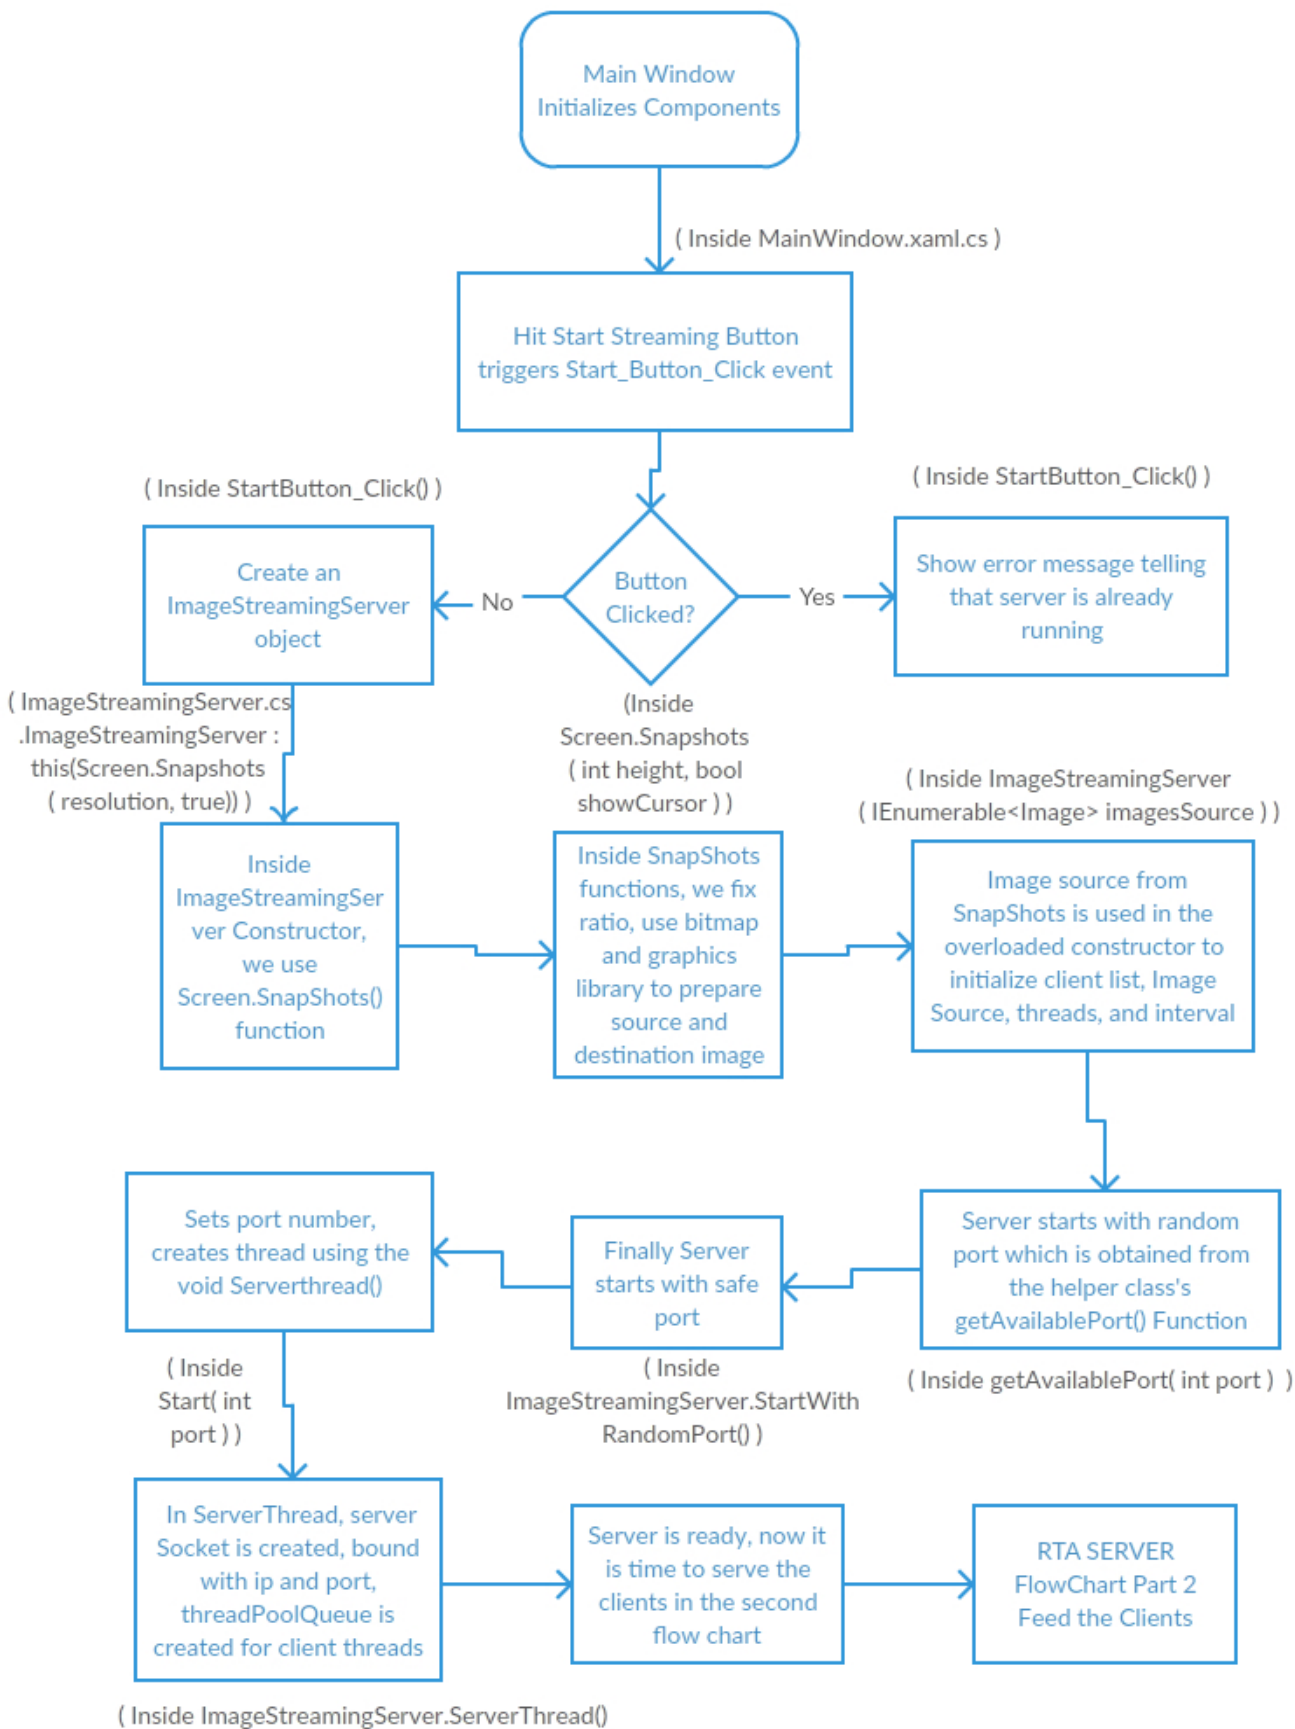 Main Window
Initializes Components
( Inside MainWindow.xaml.cs )
Hit Start Streaming Button
triggers Start_Button_Click event
( Inside StartButton_Click() )
( Inside StartButton_Click() )
Create an
ImageStreamingServer
object
No
Button
Clicked?
Yes
Show error message telling
that server is already
running
( ImageStreamingServer.cs
.ImageStreamingServer :
this(Screen.Snapshots
( resolution, true)) )
(Inside
Screen.Snapshots
( int height, bool
showCursor ) )
( Inside ImageStreamingServer
( IEnumerable<Image> imagesSource ) )
Inside
ImageStreamingSer
ver Constructor,
we use
Screen.SnapShots()
function
Inside SnapShots
functions, we fix
ratio, use bitmap
and graphics
library to prepare
source and
destination image
Image source from
SnapShots is used in the
overloaded constructor to
initialize client list, Image
Source, threads, and interval
Server starts with random
port which is obtained from
the helper class's
getAvailablePort() Function
( Inside getAvailablePort( int port )  )
Finally Server
starts with safe
port
( Inside
ImageStreamingServer.StartWith
RandomPort() )
Sets port number,
creates thread using the
void Serverthread()
( Inside
Start( int
port ) )
In ServerThread, server
Socket is created, bound
with ip and port,
threadPoolQueue is
created for client threads
( Inside ImageStreamingServer.ServerThread()
Server is ready, now it
is time to serve the
clients in the second
flow chart
RTA SERVER
FlowChart Part 2
Feed the Clients